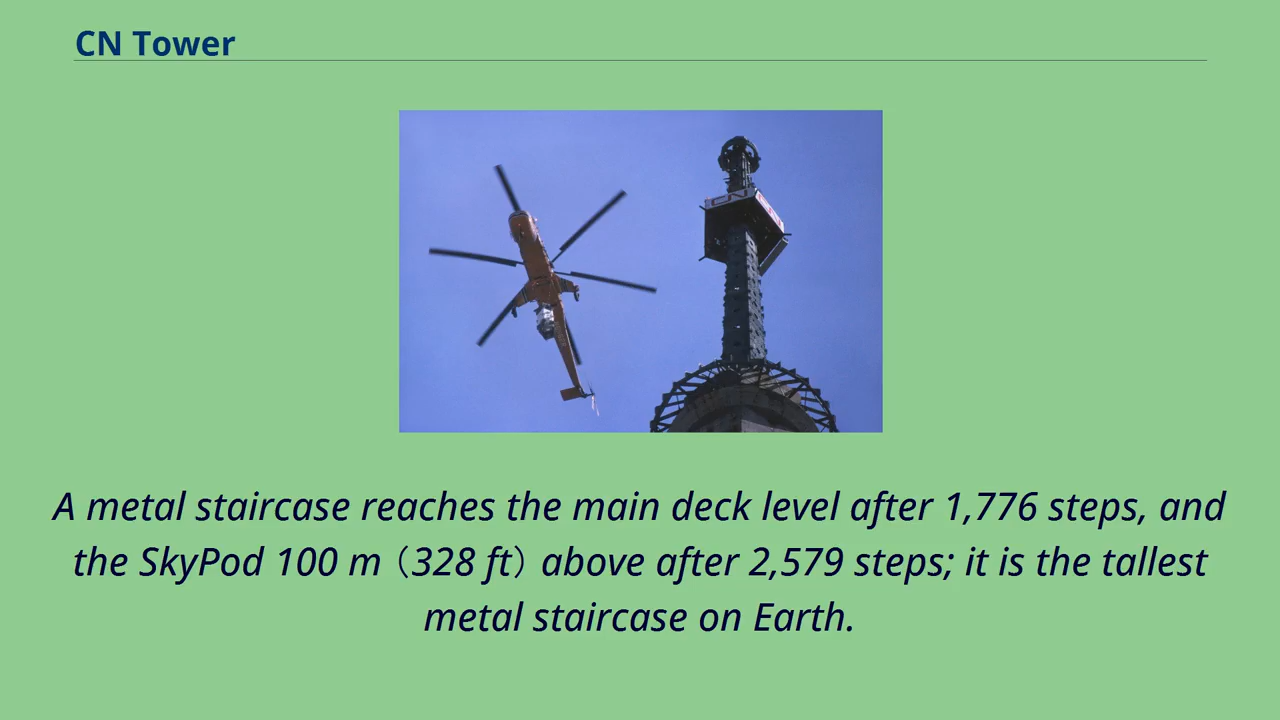 CN Tower
CN
A metal staircase reaches the main deck level after 1,776 steps, and
the SkyPod 100 m （328 ft） above after 2,579 steps; it is the tallest
metal staircase on Earth.